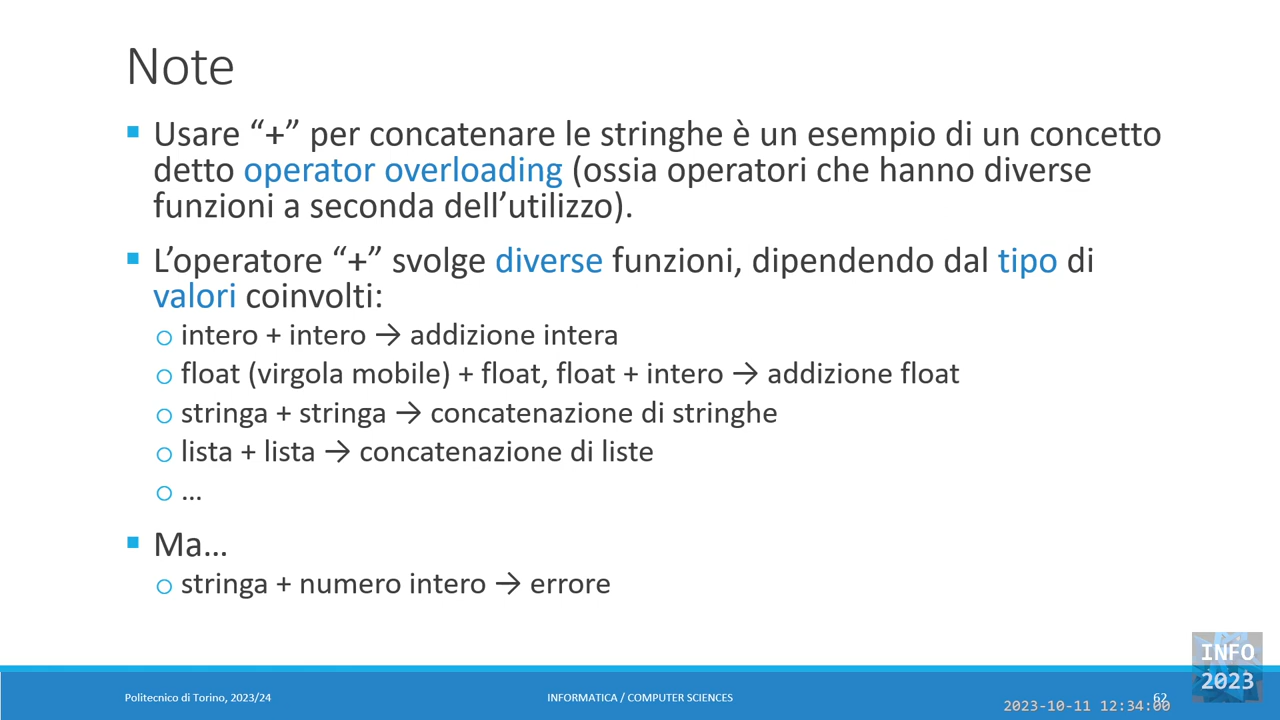 Note
▪ Usare “+” per concatenare le stringhe è un esempio di un concetto
detto operator overloading (ossia operatori che hanno diverse
funzioni a seconda dell’utilizzo).
▪ L’operatore “+” svolge diverse funzioni, dipendendo dal tipo di
valori coinvolti:
o intero + intero → addizione intera
o float (virgola mobile) + float, float + intero → addizione float
o stringa + stringa → concatenazione di stringhe
o lista + lista → concatenazione di liste
o …
▪ Ma…
o stringa + numero intero → errore
INFO
2023
Politecnico di Torino, 2023/24
INFORMATICA / COMPUTER SCIENCES
62
2023-10-11 12:34:00